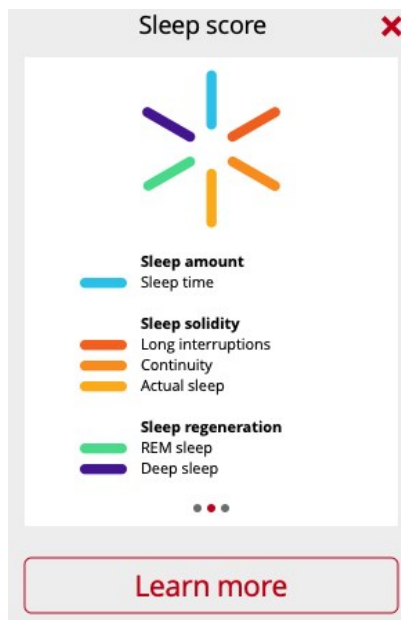 Sleep score
Sleep amount
Sleep time
Sleep solidity
Long interruptions
Continuity
Actual sleep
Sleep regeneration
REM sleep
Deep sleep
Learn more